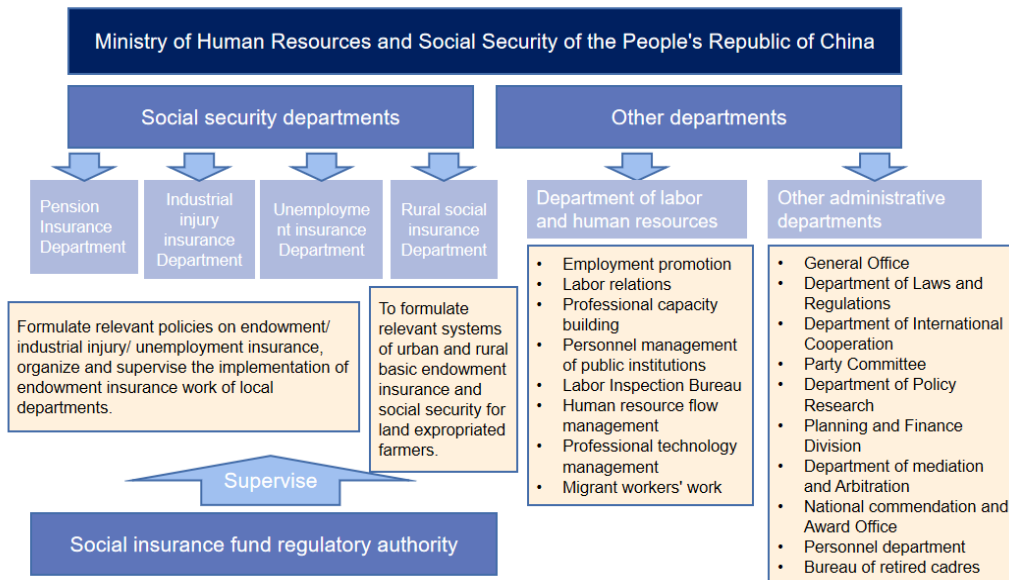 Ministry of Human Resources and Social Security of the People's Republic of China
Social security departments
Other departments
Pension
Insurance
Department
Industrial
injury
insurance
Department
Unemployme
nt insurance
Department
Rural social
insurance
Department
Department of labor
and human resources
Other administrative
departments
Formulate relevant policies on endowment/
industrial injury/ unemployment insurance,
organize and supervise the implementation of
endowment insurance work of local
departments.
To formulate
relevant systems
of urban and rural
basic endowment
insurance and
social security for
land expropriated
farmers.
• Employment promotion
• Labor relations
• Professional capacity
building
• Personnel management
of public institutions
• Labor Inspection Bureau
• Human resource flow
management
• Professional technology
management
• Migrant workers' work
• General Office
• Department of Laws and
Regulations
• Department of International
Cooperation
• Party Committee
• Department of Policy
Research
• Planning and Finance
Division
• Department of mediation
and Arbitration
• National commendation and
Award Office
• Personnel department
• Bureau of retired cadres
Supervise
Social insurance fund regulatory authority